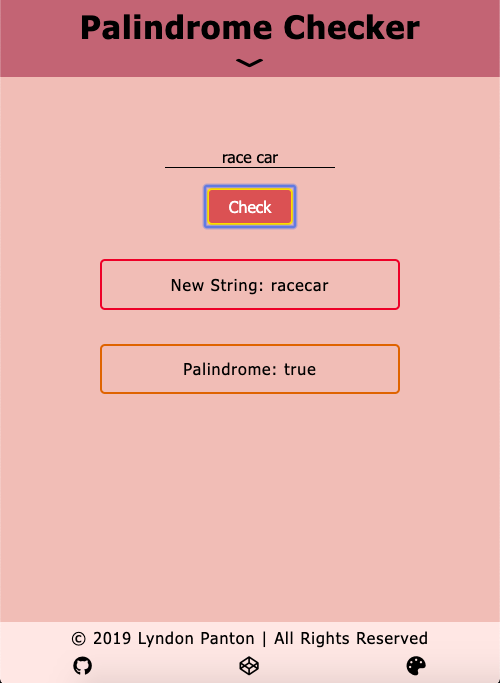 Palindrome Checker
race car
Check
New String: racecar
Palindrome: true
© 2019 Lyndon Panton | All Rights Reserved